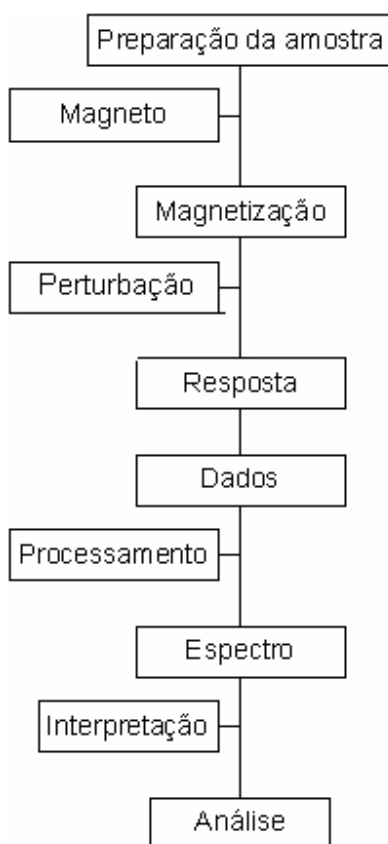 Preparação da amostra
Magneto
Magnetização
Perturbação
Resposta
Dados
Processamento
Espectro
Interpretação
Análise